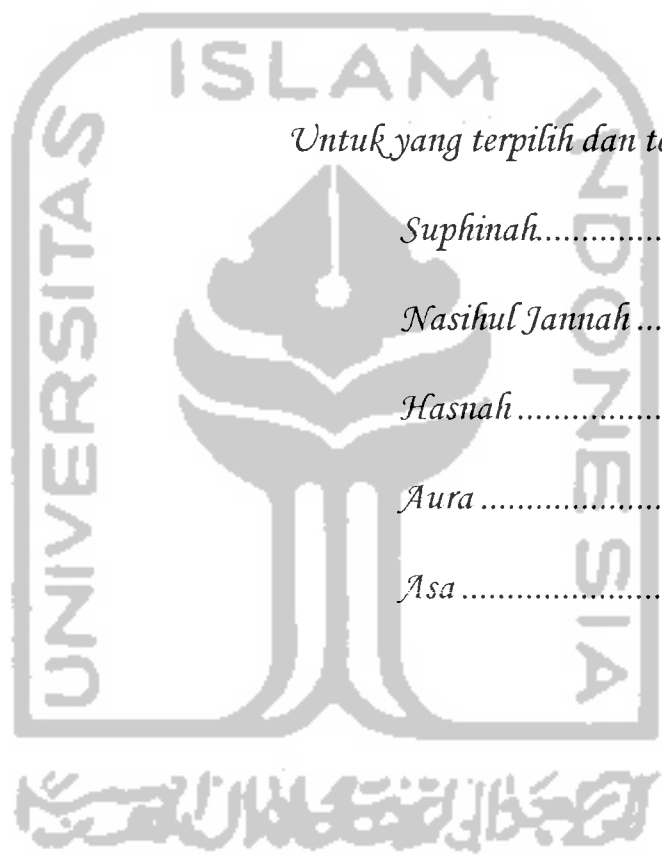 ISLAM
UNIVERSITAS
INDONESIA
Untuk yang terpilih dan
Suphinah..............
Nasihul Jannah ...
Hasnah .................
Aura .....................
Asa .......................